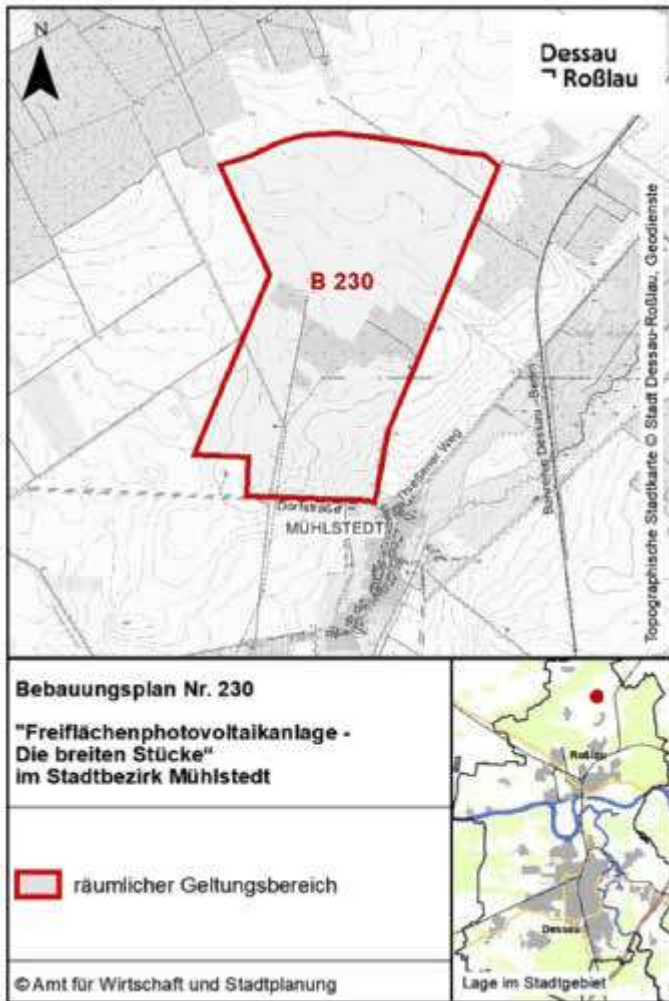 N
Dessau
Roßlau
B 230
Dorfstraße
MÜHLSTEDT
Thießener Weg
Bahnlinie Dessau - Berlin
Topographische Stadtkarte © Stadt Dessau-Roßlau, Geodienste
Bebauungsplan Nr. 230
"Freiflächenphotovoltaikanlage -
Die breiten Stücke“
im Stadtbezirk Mühlstedt
räumlicher Geltungsbereich
© Amt für Wirtschaft und Stadtplanung
Roßlau
Dessau
Lage im Stadtgebiet